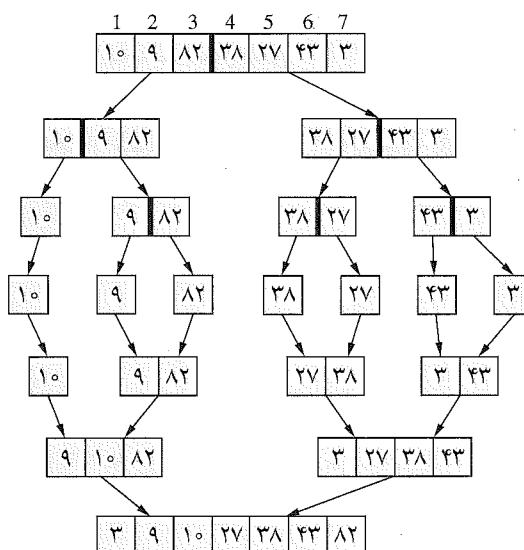 1 2 3 4 5 6 7
۱۰ ۹ ۸۲ ۳۸ ۲۷ ۴۳ ۳
۱۰ ۹ ۸۲ ۳۸ ۲۷ ۴۳ ۳
۱۰ ۹ ۸۲ ۳۸ ۲۷ ۴۳ ۳
۱۰ ۹ ۸۲ ۳۸ ۲۷ ۴۳ ۳
۱۰ ۹ ۸۲ ۲۷ ۳۸ ۳ ۴۳
۹ ۱۰ ۸۲ ۳ ۲۷ ۳۸ ۴۳
۳ ۹ ۱۰ ۲۷ ۳۸ ۴۳ ۸۲